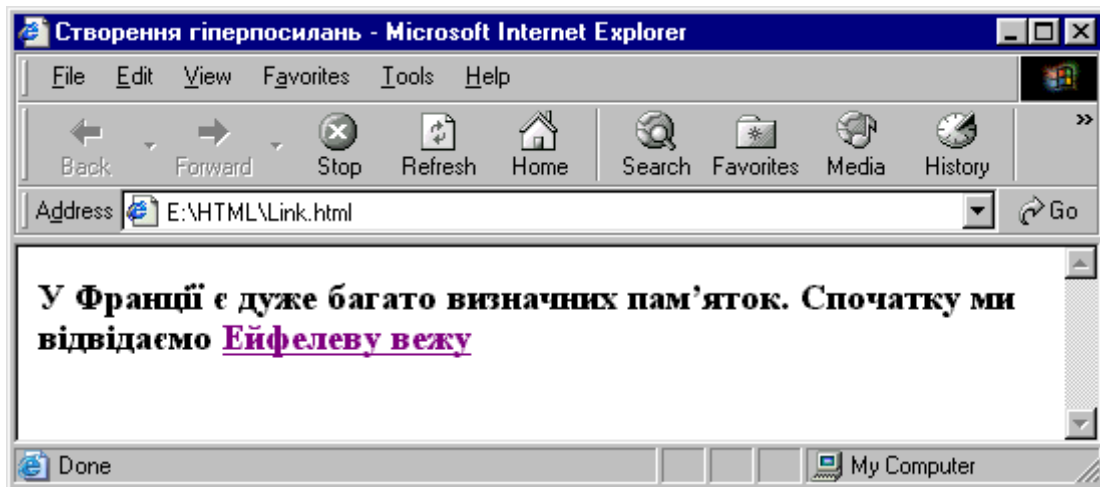 Створення гіперпосилань - Microsoft Internet Explorer
File Edit View Favorites Tools Help
Back Forward Stop Refresh Home Search Favorites Media History »
Address E:\HTML\Link.html Go
У Франції є дуже багато визначних пам’яток. Спочатку ми
відвідаємо Ейфелеву вежу
Done My Computer